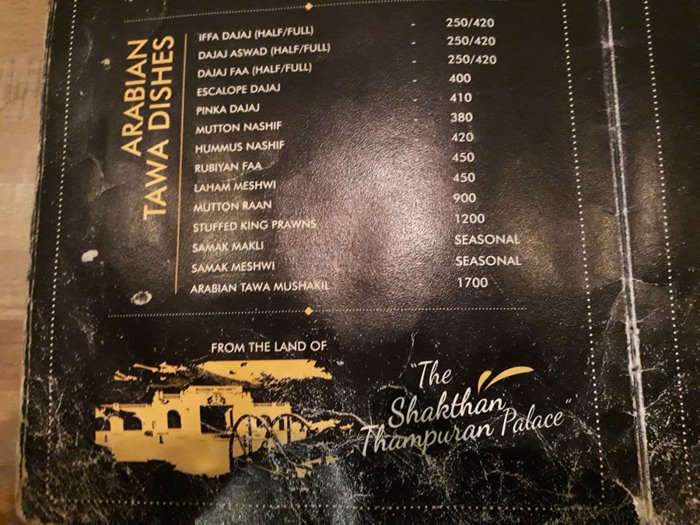 ARABIAN
TAWA DISHES
IFFA DAJAJ (HALF/FULL) - 250/420
DAJAJ ASWAD (HALF/FULL) - 250/420
DAJAJ FAA (HALF/FULL) - 250/420
ESCALOPE DAJAJ - 400
PINKA DAJAJ - 410
MUTTON NASHIF - 380
HUMMUS NASHIF 420
RUBIYAN FAA 450
LAHAM MESHWI 450
MUTTON RAAN 900
STUFFED KING PRAWNS 1200
SAMAK MAKLI SEASONAL
SAMAK MESHWI SEASONAL
ARABIAN TAWA MUSHAKIL 1700
FROM THE LAND OF
"The
Shakthan
Thampuran Palace"